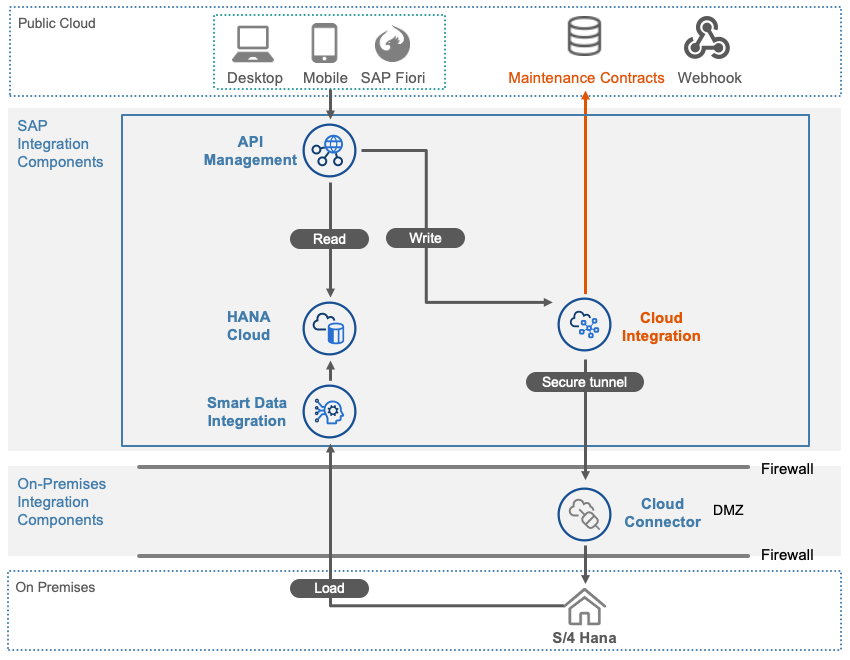 Public Cloud
Desktop
Mobile
SAP Fiori
Maintenance Contracts
Webhook
SAP
Integration
Components
API
Management
Read
Write
HANA
Cloud
Cloud
Integration
Secure tunnel
Smart Data
Integration
Firewall
On-Premises
Integration
Components
Cloud
Connector
DMZ
Firewall
On Premises
Load
S/4 Hana